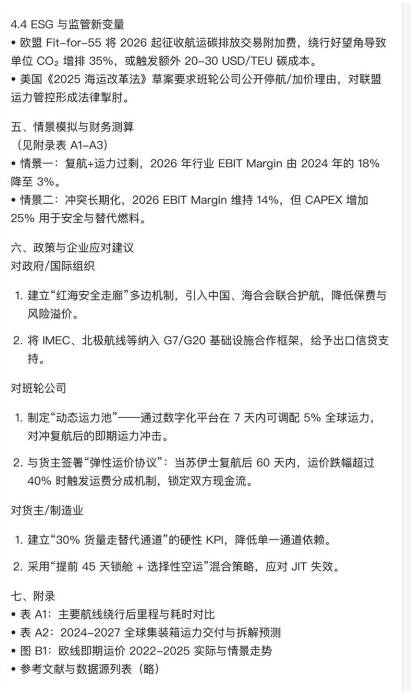 4.4 ESG 与监管新变量
• 欧盟 Fit-for-55 将 2026 起征收航运碳排放交易附加费，绕行好望角导致
单位 CO₂ 增排 35%，或触发额外 20-30 USD/TEU 碳成本。
• 美国《2025 海运改革法》草案要求班轮公司公开停航/加价理由，对联盟
运力管控形成法律掣肘。
五、情景模拟与财务测算
（见附录表 A1-A3）
• 情景一：复航+运力过剩，2026 年行业 EBIT Margin 由 2024 年的 18%
降至 3%。
• 情景二：冲突长期化，2026 EBIT Margin 维持 14%，但 CAPEX 增加
25% 用于安全与替代燃料。
六、政策与企业应对建议
对政府/国际组织
1. 建立“红海安全走廊”多边机制，引入中国、海合会联合护航，降低保费与
风险溢价。
2. 将 IMEC、北极航线等纳入 G7/G20 基础设施合作框架，给予出口信贷支
持。
对班轮公司
1. 制定“动态运力池”——通过数字化平台在 7 天内可调配 5% 全球运力，
对冲复航后的即期运力冲击。
2. 与货主签署“弹性运价协议”：当苏伊士复航后 60 天内，运价跌幅超过
40% 时触发运费分成机制，锁定双方现金流。
对货主/制造业
1. 建立“30% 货量走替代通道”的硬性 KPI，降低单一通道依赖。
2. 采用“提前 45 天锁舱 + 选择性空运”混合策略，应对 JIT 失效。
七、附录
• 表 A1：主要航线绕行后里程与耗时对比
• 表 A2：2024-2027 全球集装箱运力交付与拆解预测
• 图 B1：欧线即期运价 2022-2025 实际与情景走势
• 参考文献与数据源列表（略）